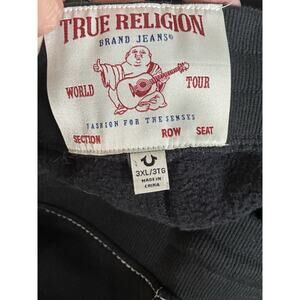 TRUE RELIGION
BRAND JEANS®
WORLD TOUR
FASHION FOR THE SENSES
SECTION ROW SEAT
3XL/3TG
MADE IN
CHINA